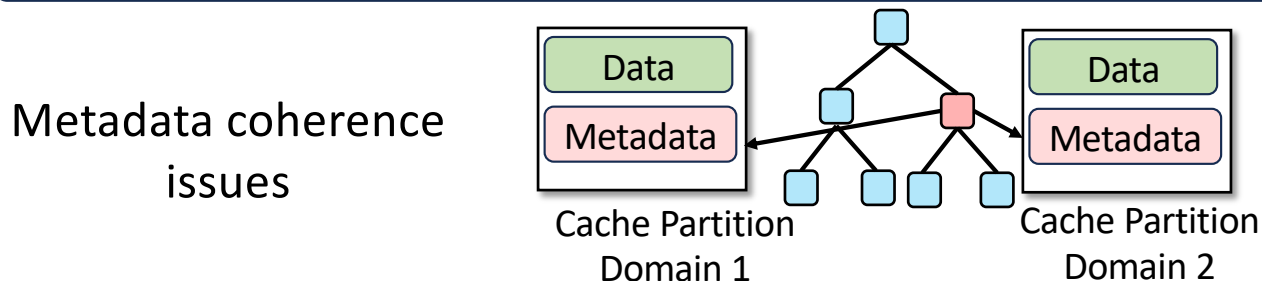 Metadata coherence
issues
Data
Metadata
Cache Partition
Domain 1
Data
Metadata
Cache Partition
Domain 2